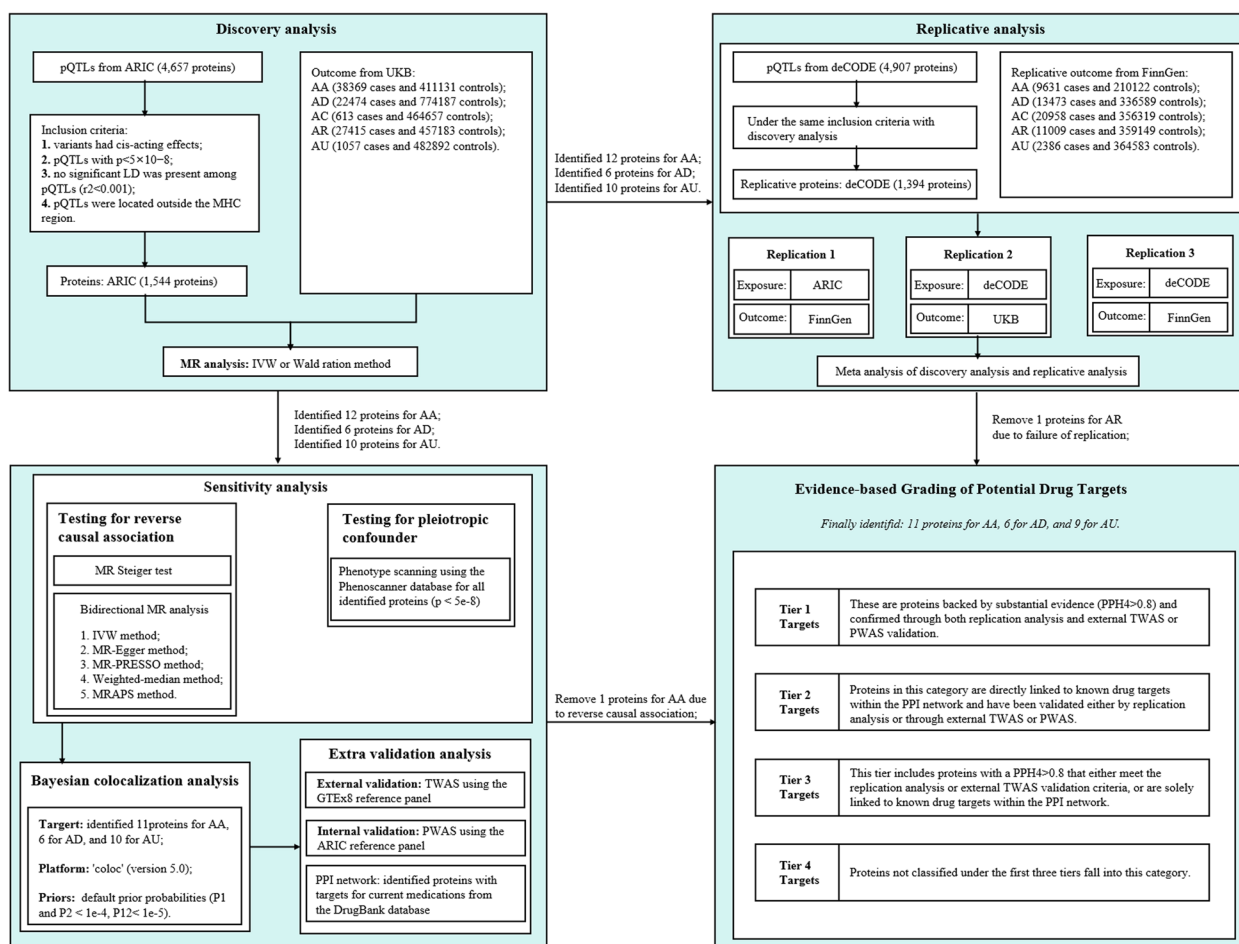 Discovery analysis
pQTLs from ARIC (4,657 proteins)
Inclusion criteria:
1. variants had cis-acting effects;
2. pQTLs with p<5×10−8;
3. no significant LD was present among
pQTLs (r2<0.001);
4. pQTLs were located outside the MHC
region.
Proteins: ARIC (1,544 proteins)
Outcome from UKB:
AA (38369 cases and 411131 controls);
AD (22474 cases and 774187 controls);
AC (613 cases and 464657 controls);
AR (27415 cases and 457183 controls);
AU (1057 cases and 482892 controls).
MR analysis: IVW or Wald ration method
Identified 12 proteins for AA;
Identified 6 proteins for AD;
Identified 10 proteins for AU.
Replicative analysis
pQTLs from deCODE (4,907 proteins)
Under the same inclusion criteria with
discovery analysis
Replicative proteins: deCODE (1,394 proteins)
Replicative outcome from FinnGen:
AA (9631 cases and 210122 controls);
AD (13473 cases and 336589 controls);
AC (20958 cases and 356319 controls);
AR (11009 cases and 359149 controls);
AU (2386 cases and 364583 controls).
Replication 1
Exposure: ARIC
Outcome: FinnGen
Replication 2
Exposure: deCODE
Outcome: UKB
Replication 3
Exposure: deCODE
Outcome: FinnGen
Meta analysis of discovery analysis and replicative analysis
Identified 12 proteins for AA;
Identified 6 proteins for AD;
Identified 10 proteins for AU.
Remove 1 proteins for AR
due to failure of replication;
Sensitivity analysis
Testing for reverse
causal association
MR Steiger test
Bidirectional MR analysis
1. IVW method;
2. MR-Egger method;
3. MR-PRESSO method;
4. Weighted-median method;
5. MRAPS method.
Testing for pleiotropic
confounder
Phenotype scanning using the
Phenoscanner database for all
identified proteins (p < 5e-8)
Bayesian colocalization analysis
Targert: identified 11proteins for AA,
6 for AD, and 10 for AU;
Platform: 'coloc' (version 5.0);
Priors: default prior probabilities (P1
and P2 < 1e-4, P12< 1e-5).
Extra validation analysis
External validation: TWAS using the
GTEx8 reference panel
Internal validation: PWAS using the
ARIC reference panel
PPI network: identified proteins with
targets for current medications from
the DrugBank database
Remove 1 proteins for AA due
to reverse causal association;
Evidence-based Grading of Potential Drug Targets
Finally identifid: 11 proteins for AA, 6 for AD, and 9 for AU.
Tier 1
Targets
These are proteins backed by substantial evidence (PPH4>0.8) and
confirmed through both replication analysis and external TWAS or
PWAS validation.
Tier 2
Targets
Proteins in this category are directly linked to known drug targets
within the PPI network and have been validated either by replication
analysis or through external TWAS or PWAS.
Tier 3
Targets
This tier includes proteins with a PPH4>0.8 that either meet the
replication analysis or external TWAS validation criteria, or are solely
linked to known drug targets within the PPI network.
Tier 4
Targets
Proteins not classified under the first three tiers fall into this category.